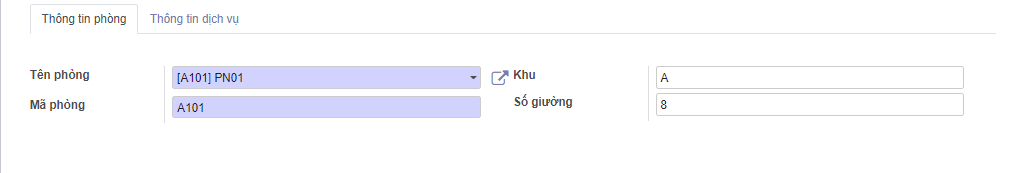 Thông tin phòng Thông tin dịch vụ
Tên phòng [A101] PN01 Khu A
Mã phòng A101 Số giường 8